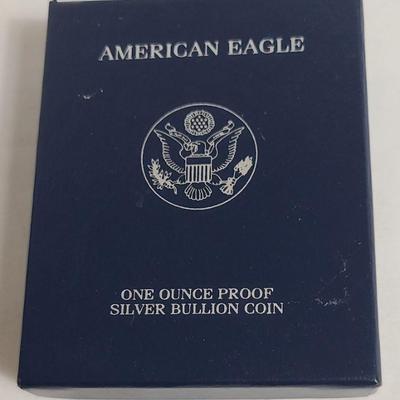 AMERICAN EAGLE
ONE OUNCE PROOF
SILVER BULLION COIN